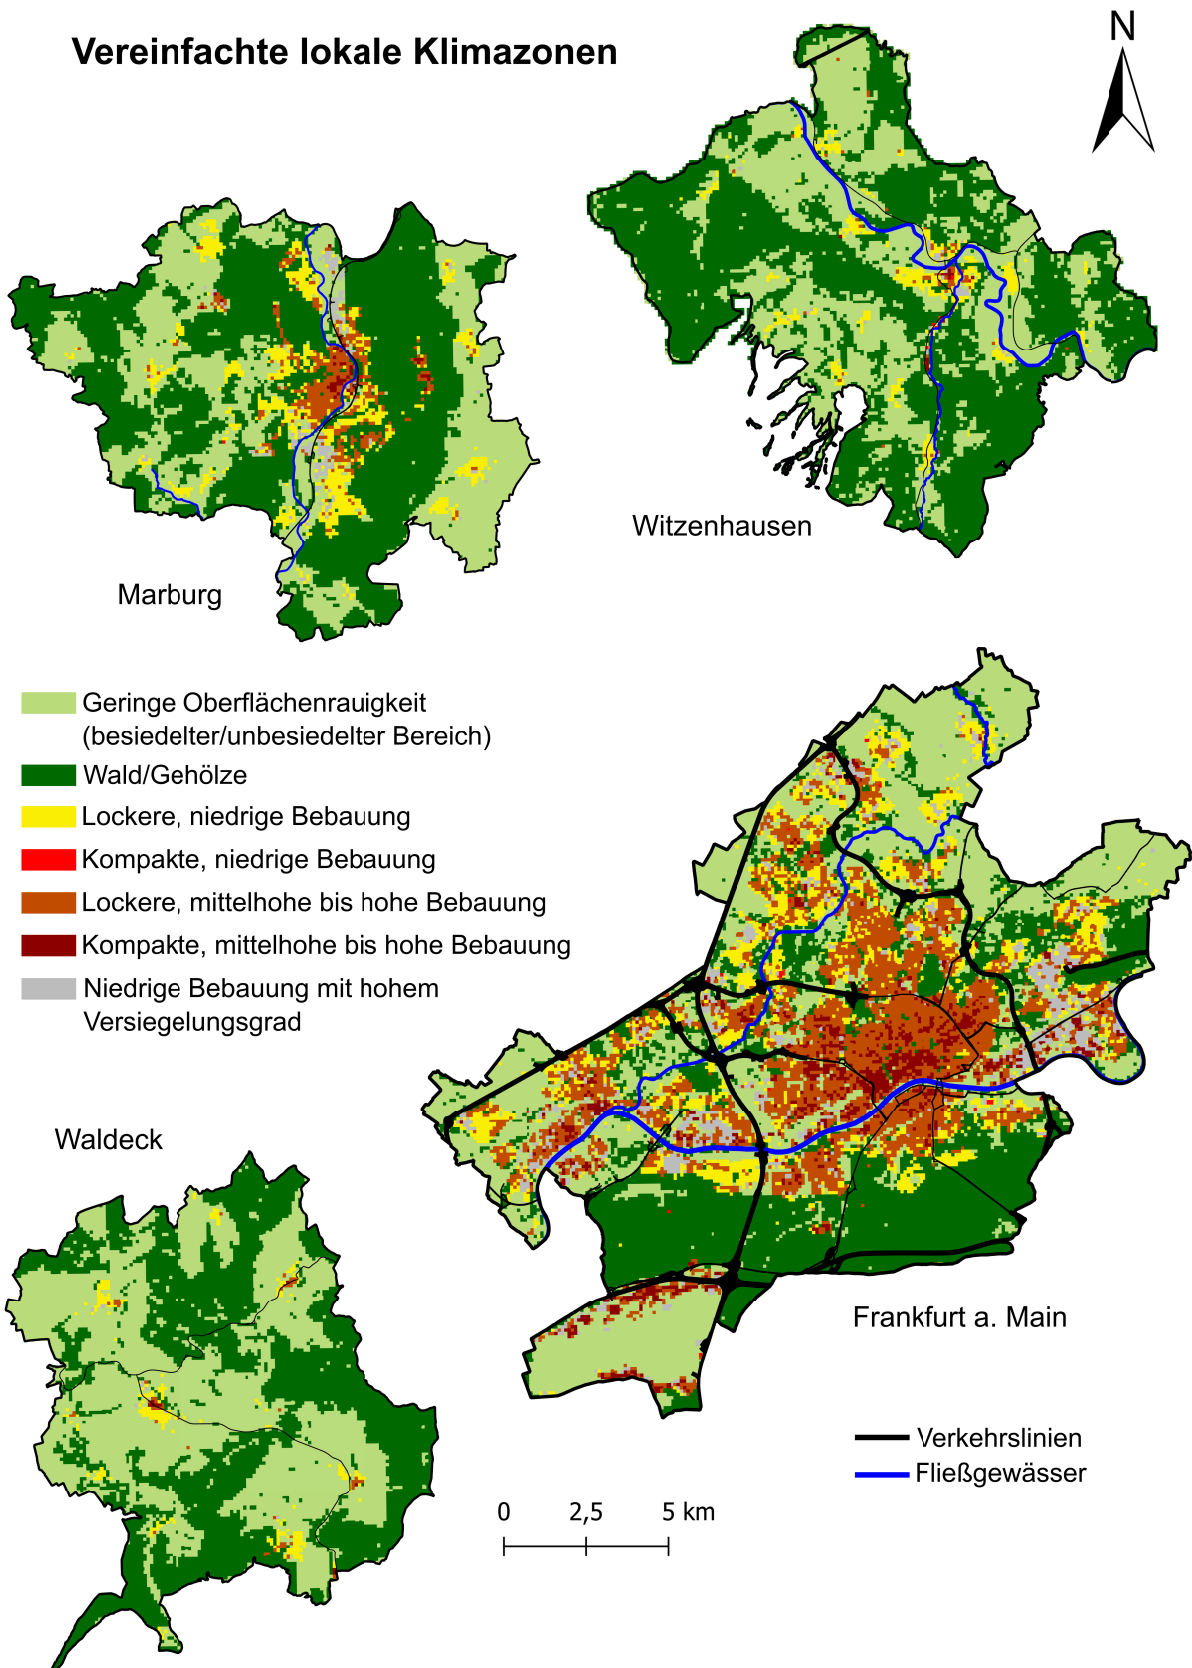 Vereinfachte lokale Klimazonen
N
Witzenhausen
Marburg
Geringe Oberflächenrauigkeit
(besiedelter/unbesiedelter Bereich)
Wald/Gehölze
Lockere, niedrige Bebauung
Kompakte, niedrige Bebauung
Lockere, mittelhohe bis hohe Bebauung
Kompakte, mittelhohe bis hohe Bebauung
Niedrige Bebauung mit hohem
Versiegelungsgrad
Waldeck
Frankfurt a. Main
Verkehrslinien
Fließgewässer
0 2,5 5 km